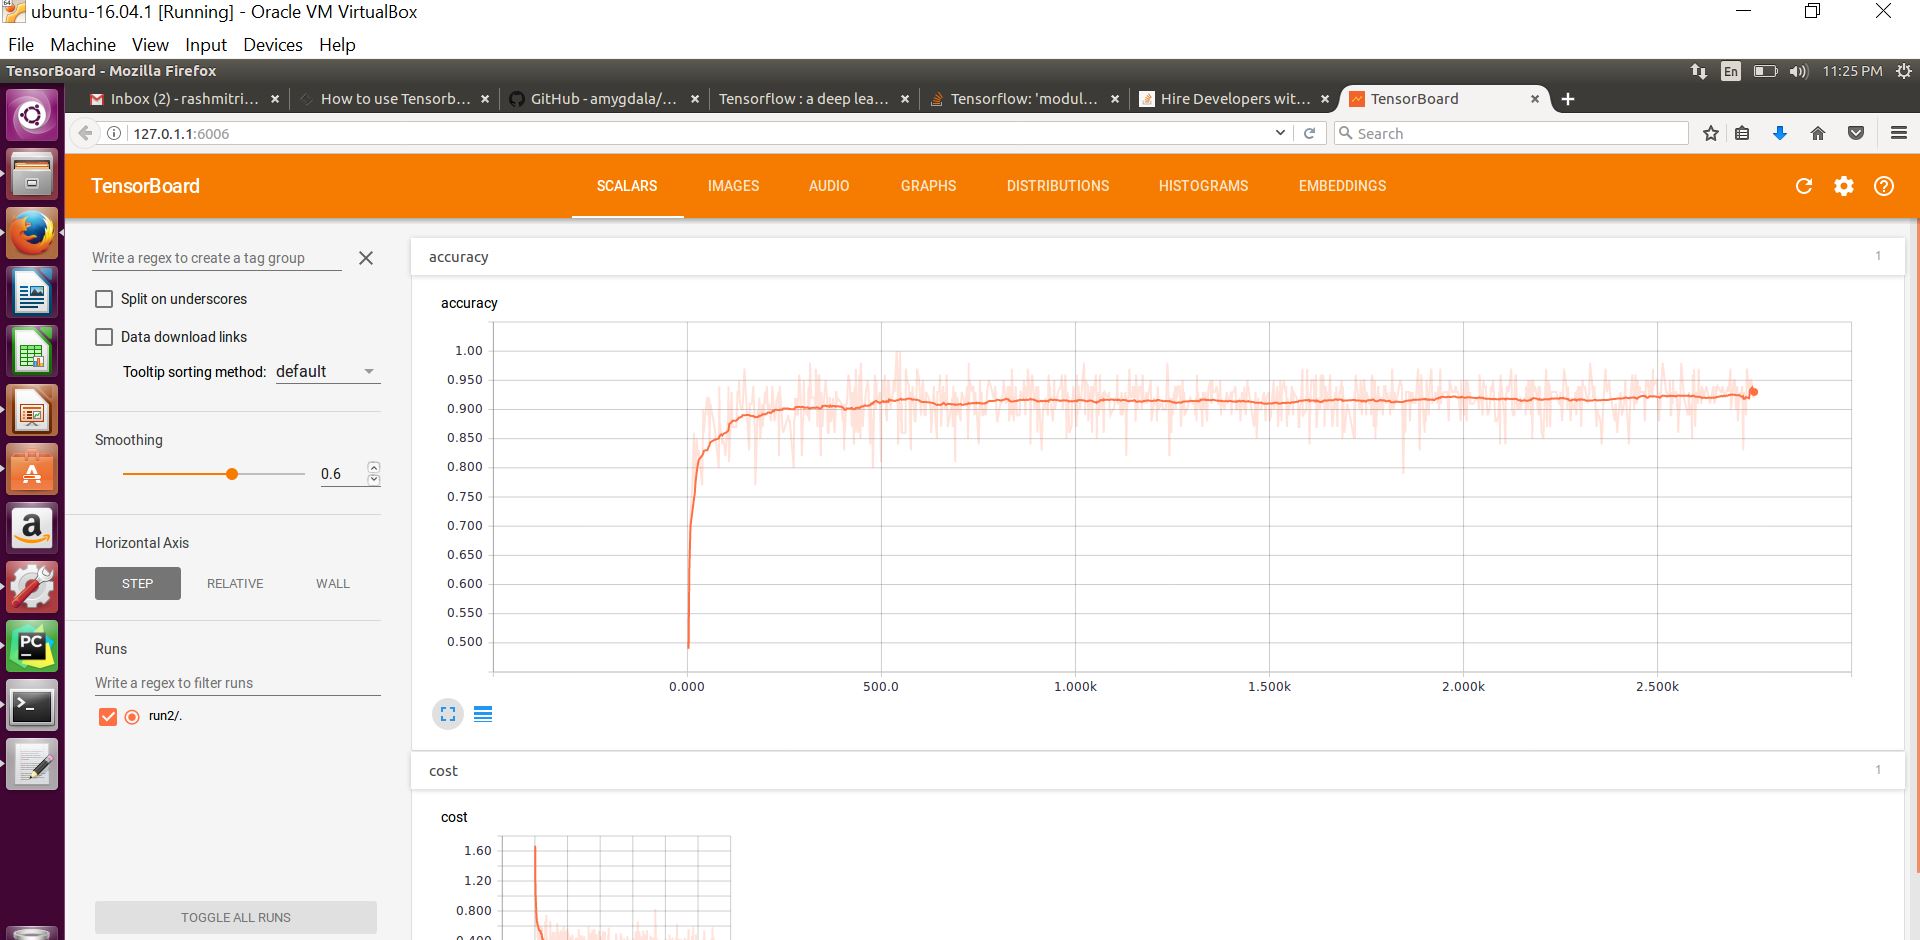 ubuntu-16.04.1 [Running] - Oracle VM VirtualBox
File Machine View Input Devices Help
TensorBoard - Mozilla Firefox
En 11:25 PM
Inbox (2) - rashmitri... How to use Tensorb... GitHub - amygdala/... Tensorflow : a deep lea... Tensorflow: 'modul... Hire Developers wit... TensorBoard
127.0.1.1:6006
Search
TensorBoard
SCALARS IMAGES AUDIO GRAPHS DISTRIBUTIONS HISTOGRAMS EMBEDDINGS
Write a regex to create a tag group
Split on underscores
Data download links
Tooltip sorting method: default
Smoothing
0.6
Horizontal Axis
STEP RELATIVE WALL
Runs
Write a regex to filter runs
run2/.
TOGGLE ALL RUNS
accuracy 1
accuracy
1.00
0.950
0.900
0.850
0.800
0.750
0.700
0.650
0.600
0.550
0.500
0.000 500.0 1.000k 1.500k 2.000k 2.500k
cost 1
cost
1.60
1.20
0.800
0.400